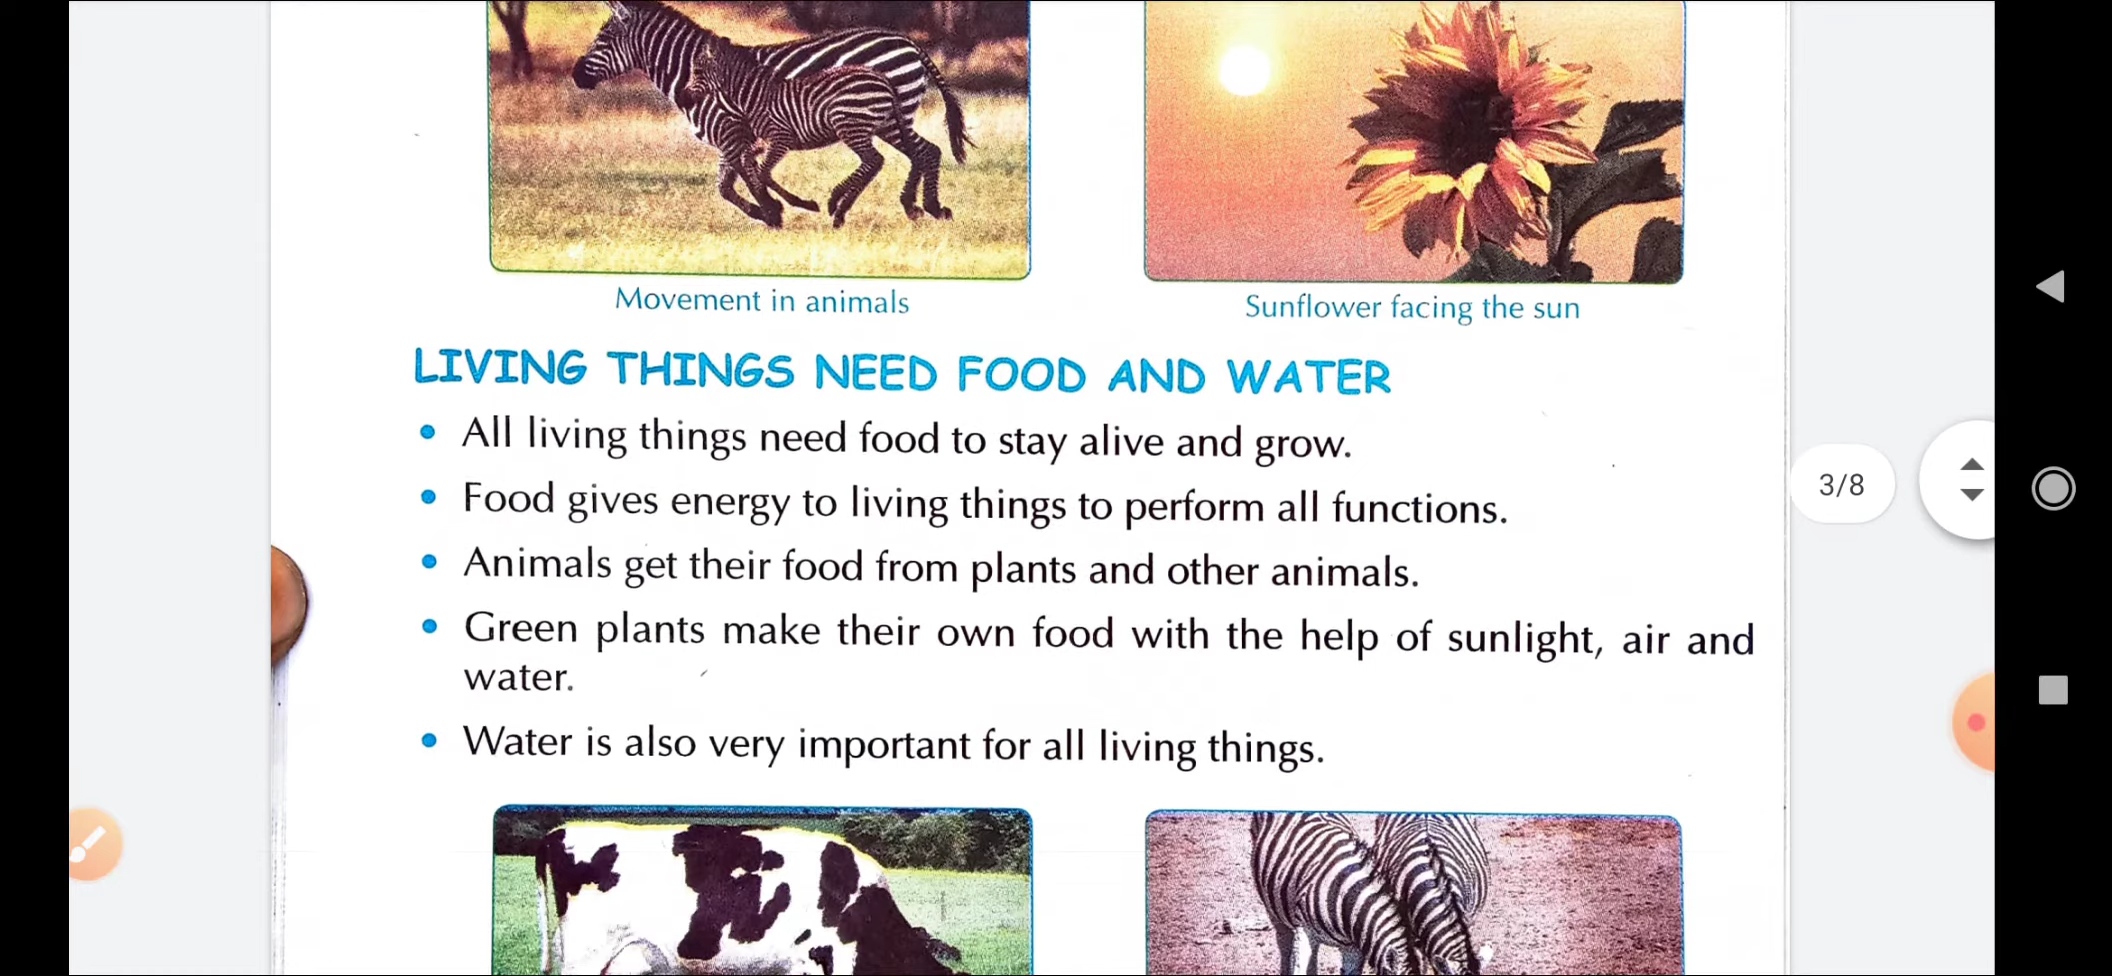 Movement in animals
Sunflower facing the sun
LIVING THINGS NEED FOOD AND WATER
• All living things need food to stay alive and grow.
• Food gives energy to living things to perform all functions.
• Animals get their food from plants and other animals.
• Green plants make their own food with the help of sunlight, air and
water.
• Water is also very important for all living things.
3/8